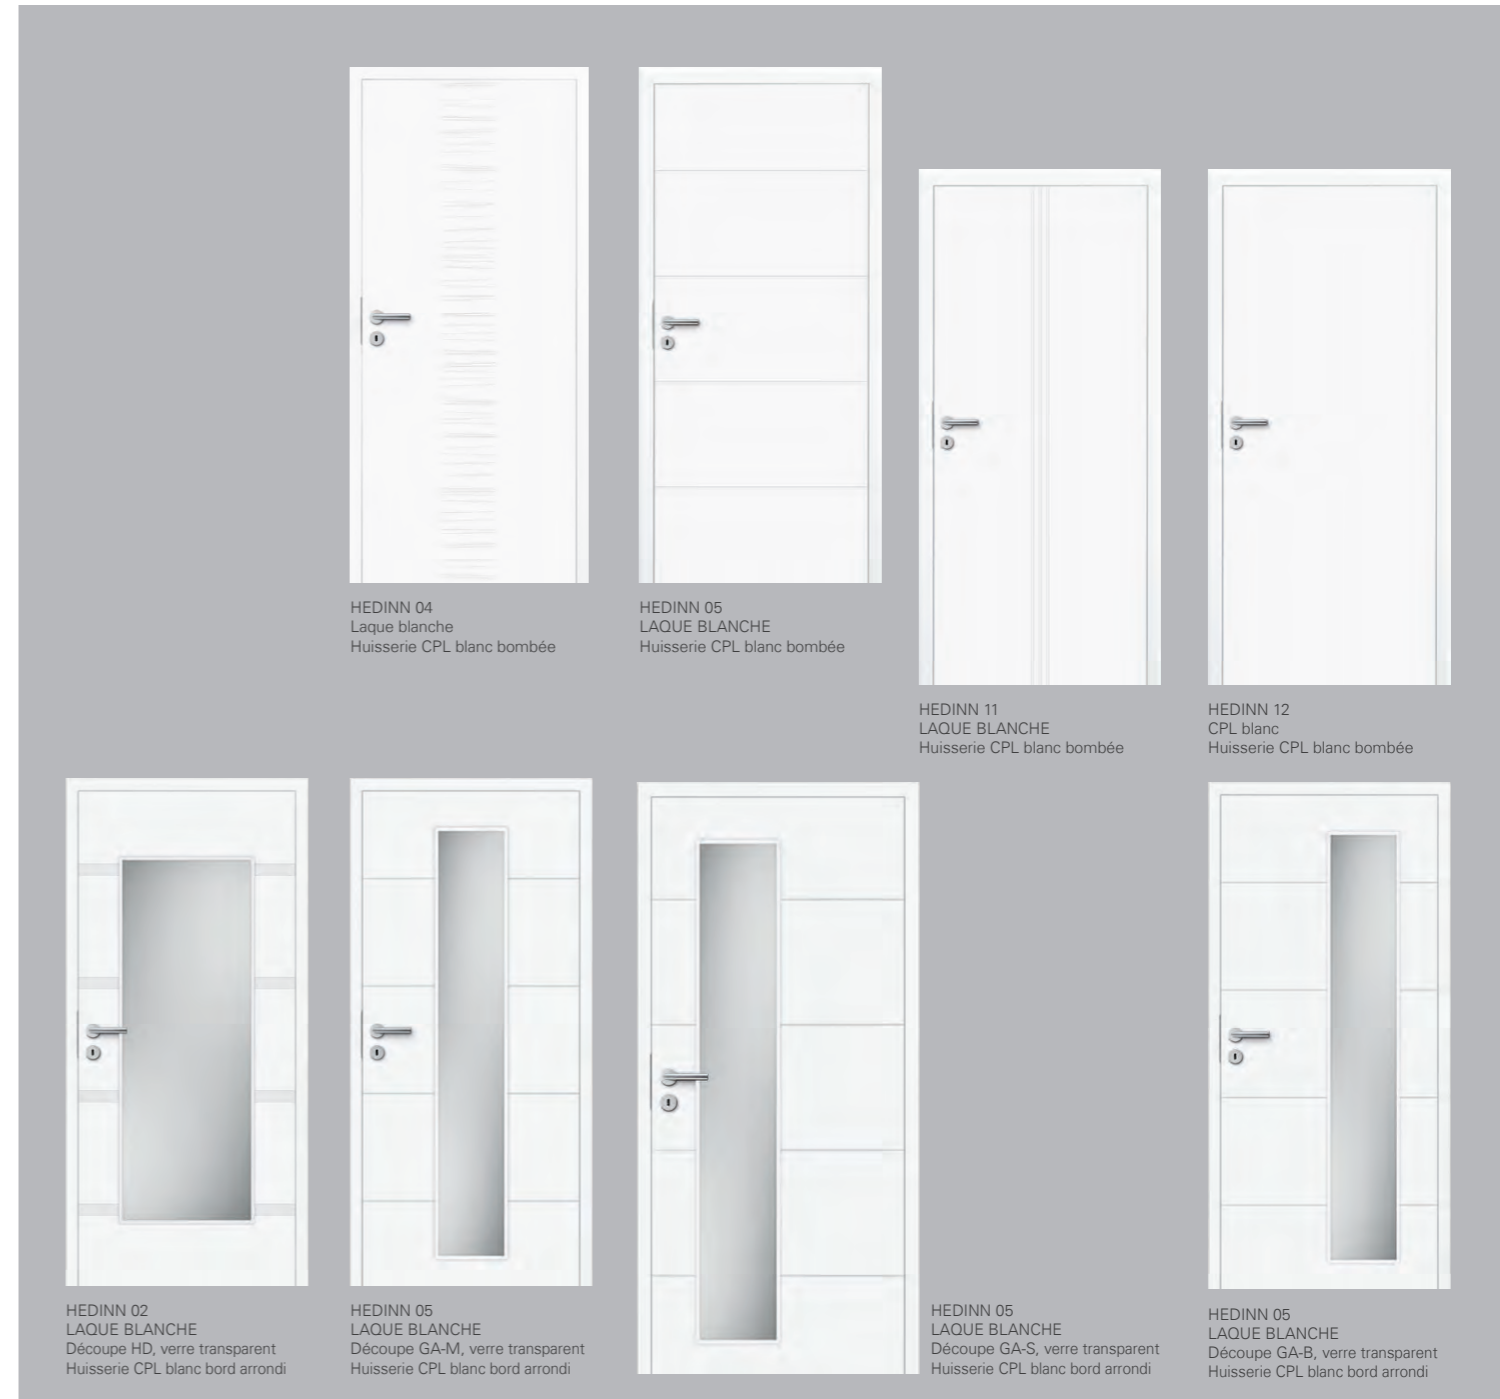 HEDINN 04
Laque blanche
Huisserie CPL blanc bombée
HEDINN 05
LAQUE BLANCHE
Huisserie CPL blanc bombée
HEDINN 11
LAQUE BLANCHE
Huisserie CPL blanc bombée
HEDINN 12
CPL blanc
Huisserie CPL blanc bombée
HEDINN 02
LAQUE BLANCHE
Découpe HD, verre transparent
Huisserie CPL blanc bord arrondi
HEDINN 05
LAQUE BLANCHE
Découpe GA-M, verre transparent
Huisserie CPL blanc bord arrondi
HEDINN 05
LAQUE BLANCHE
Découpe GA-S, verre transparent
Huisserie CPL blanc bord arrondi
HEDINN 05
LAQUE BLANCHE
Découpe GA-B, verre transparent
Huisserie CPL blanc bord arrondi